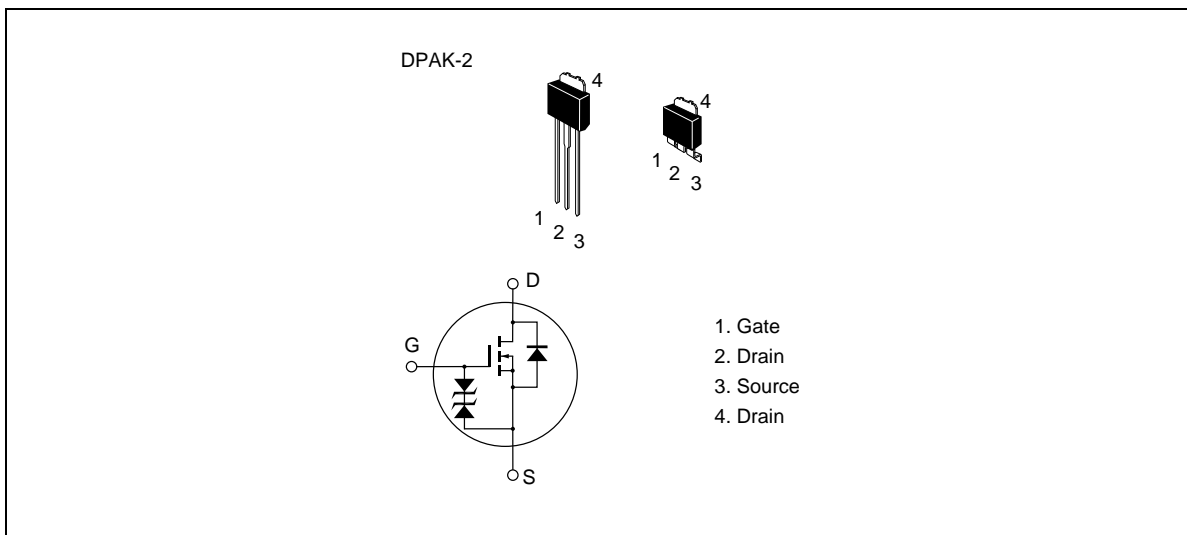 DPAK-2
4
4
1
2
3
1
2
3
D
G
S
1. Gate
2. Drain
3. Source
4. Drain